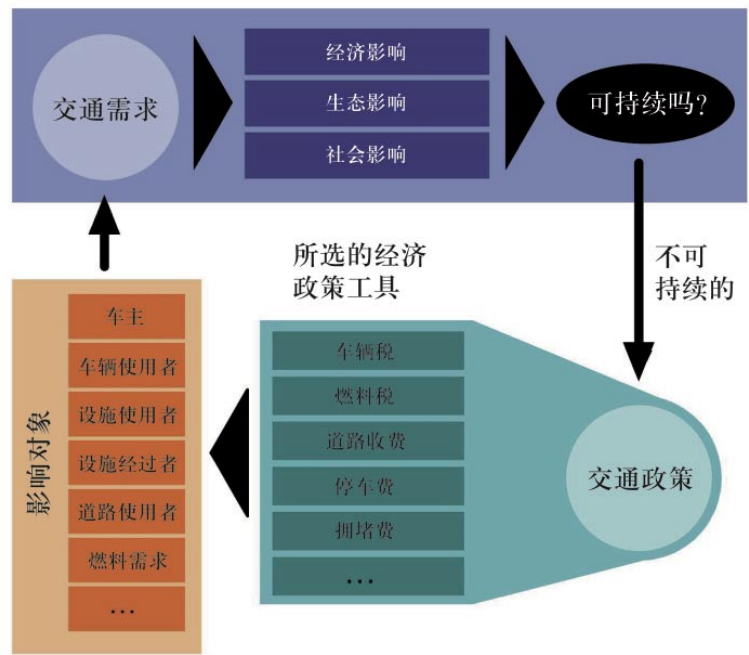 交通需求
经济影响
生态影响
社会影响
可持续吗?
不可
持续的
所选的经济
政策工具
交通政策
车辆税
燃料税
道路收费
停车费
拥堵费
…
影响对象
车主
车辆使用者
设施使用者
设施经过者
道路使用者
燃料需求
…